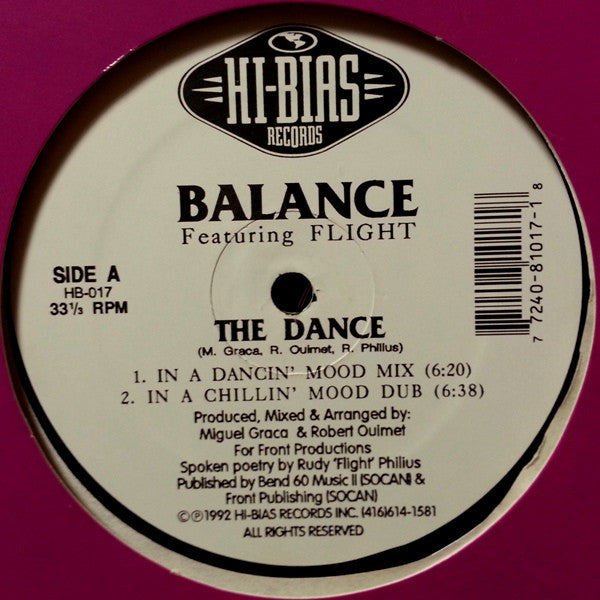 HI-BIAS
RECORDS
BALANCE
Featuring FLIGHT
SIDE A
HB-017
33⅓ RPM
THE DANCE
(M. Graca, R. Ouimet, R. Philius)
1. IN A DANCIN' MOOD MIX (6:20)
2. IN A CHILLIN' MOOD DUB (6:38)
Produced, Mixed & Arranged by:
Miguel Graca & Robert Ouimet
For Front Productions
Spoken poetry by Rudy 'Flight' Philius
Published by Bend 60 Music II (SOCAN) &
Front Publishing (SOCAN)
©℗1992 HI-BIAS RECORDS INC. (416)614-1581
ALL RIGHTS RESERVED
7 7240-81017-1 8